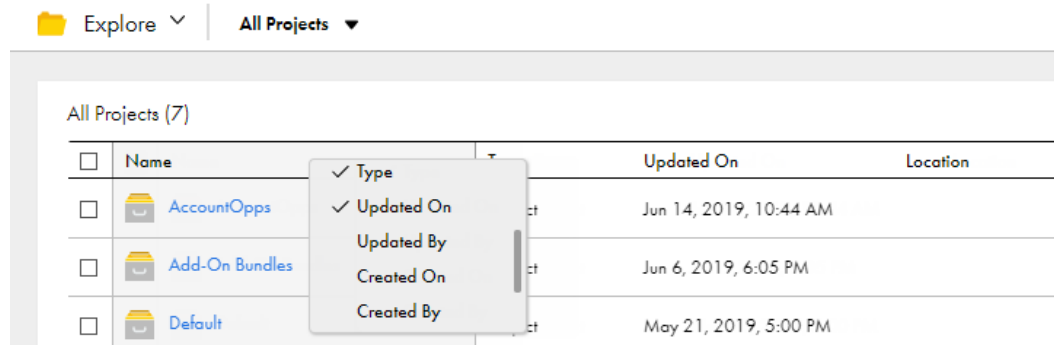 Explore All Projects
All Projects (7)
Name Updated On Location
Type
AccountOpps Updated On Jun 14, 2019, 10:44 AM
Updated By
Add-On Bundles Created On Jun 6, 2019, 6:05 PM
Created By
Default May 21, 2019, 5:00 PM